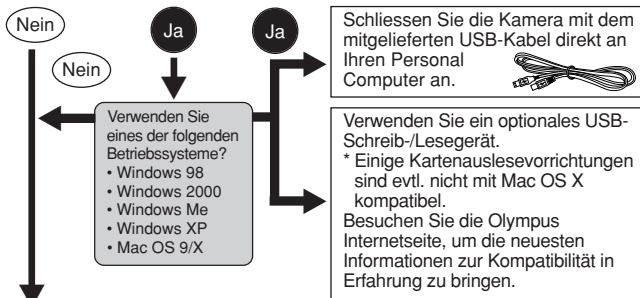 Nein
Ja
Ja
Nein
Schliessen Sie die Kamera mit dem
mitgelieferten USB-Kabel direkt an
Ihren Personal
Computer an.
Verwenden Sie
eines der folgenden
Betriebssysteme?
• Windows 98
• Windows 2000
• Windows Me
• Windows XP
• Mac OS 9/X
Verwenden Sie ein optionales USB-
Schreib-/Lesegerät.
* Einige Kartenauslesevorrichtungen
sind evtl. nicht mit Mac OS X
kompatibel.
Besuchen Sie die Olympus
Internetseite, um die neuesten
Informationen zur Kompatibilität in
Erfahrung zu bringen.